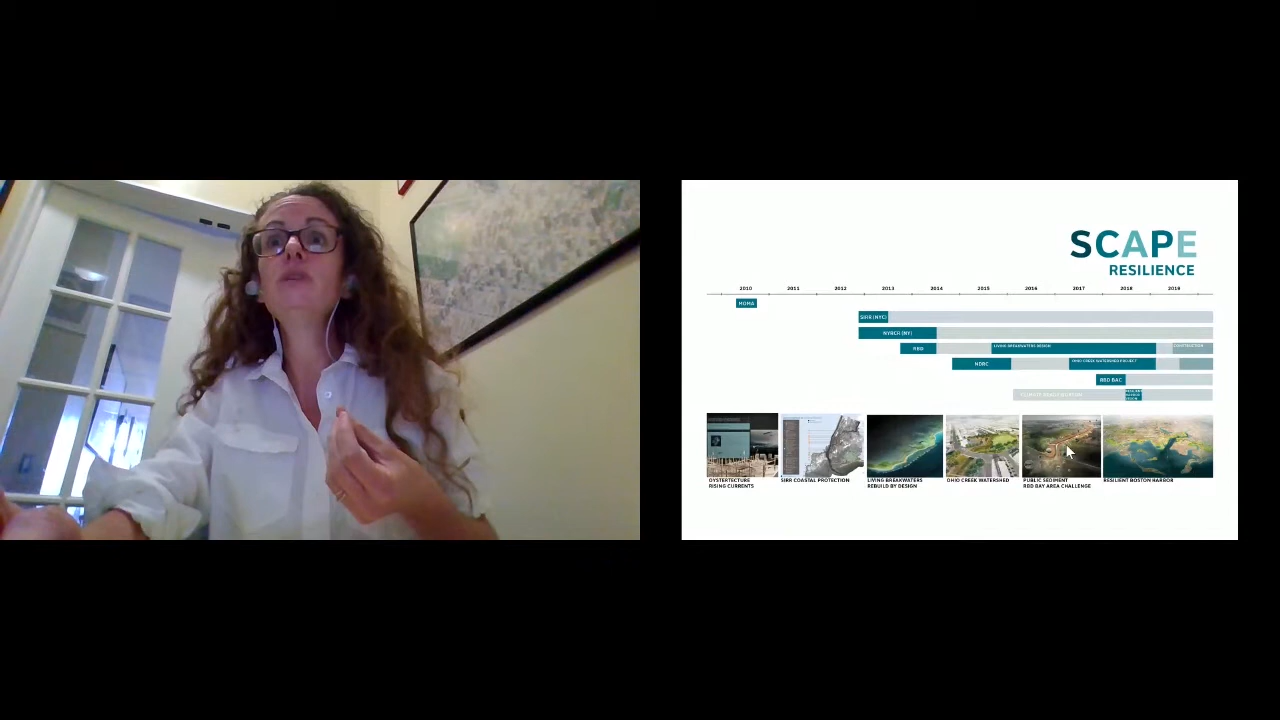 SCAPE
RESILIENCE
2010 2011 2012 2013 2014 2015 2016 2017 2018 2019
MOMA
SIRR (NYC)
NYRCR (NY)
RBD LIVING BREAKWATERS DESIGN CONSTRUCTION
NDRC OHIO CREEK WATERSHED PROJECT
RBD BAC
OYSTERTECTURE
RISING CURRENTS
SIRR COASTAL PROTECTION
LIVING BREAKWATERS
REBUILD BY DESIGN
OHIO CREEK WATERSHED
PUBLIC SEDIMENT
RBD BAY AREA CHALLENGE
RESILIENT BOSTON HARBOR